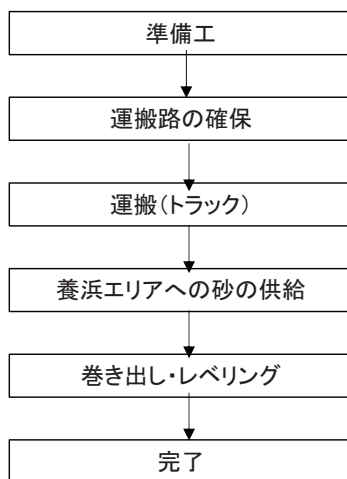 準備工
運搬路の確保
運搬(トラック)
養浜エリアへの砂の供給
巻き出し・レベリング
完了